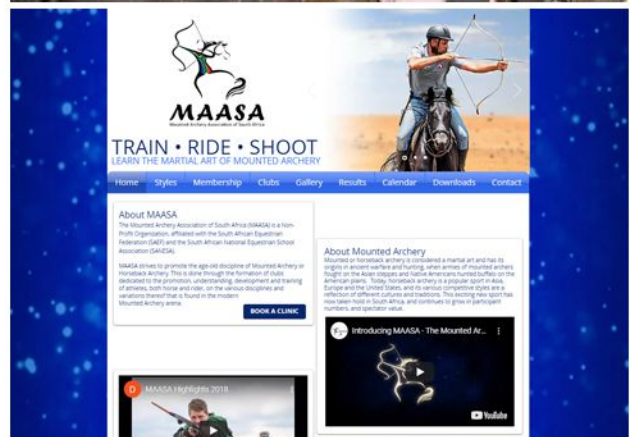 MAASA
Mounted Archery Association of South Africa
TRAIN • RIDE • SHOOT
LEARN THE MARTIAL ART OF MOUNTED ARCHERY
Home Styles Membership Clubs Gallery Results Calendar Downloads Contact
About MAASA
The Mounted Archery Association of South Africa (MAASA) is a Non-
Profit Organization, affiliated with the South African Equestrian
Federation (SAEF) and the South African National Equestrian School
Association (SANESA).
MAASA strives to promote the age-old discipline of Mounted Archery or
Horseback Archery. This is done through the formation of clubs
dedicated to the promotion, understanding, development and training
of athletes, both horse and rider, on the various disciplines and
variations thereof that is found in the modern
Mounted Archery arena.
BOOK A CLINIC
About Mounted Archery
Mounted or horseback archery is considered a martial art and has its
origins in ancient warfare and hunting, when armies of mounted archers
fought on the Asian steppes and Native Americans hunted buffalo on the
American plains. Today, horseback archery is a popular sport in Asia,
Europe and the United States, and its various competitive styles are a
reflection of different cultures and traditions. This exciting new sport has
now taken hold in South Africa, and continues to grow in participant
numbers, and spectator value.
Introducing MAASA - The Mounted Ar...
YouTube
D MAASA Highlights 2018...